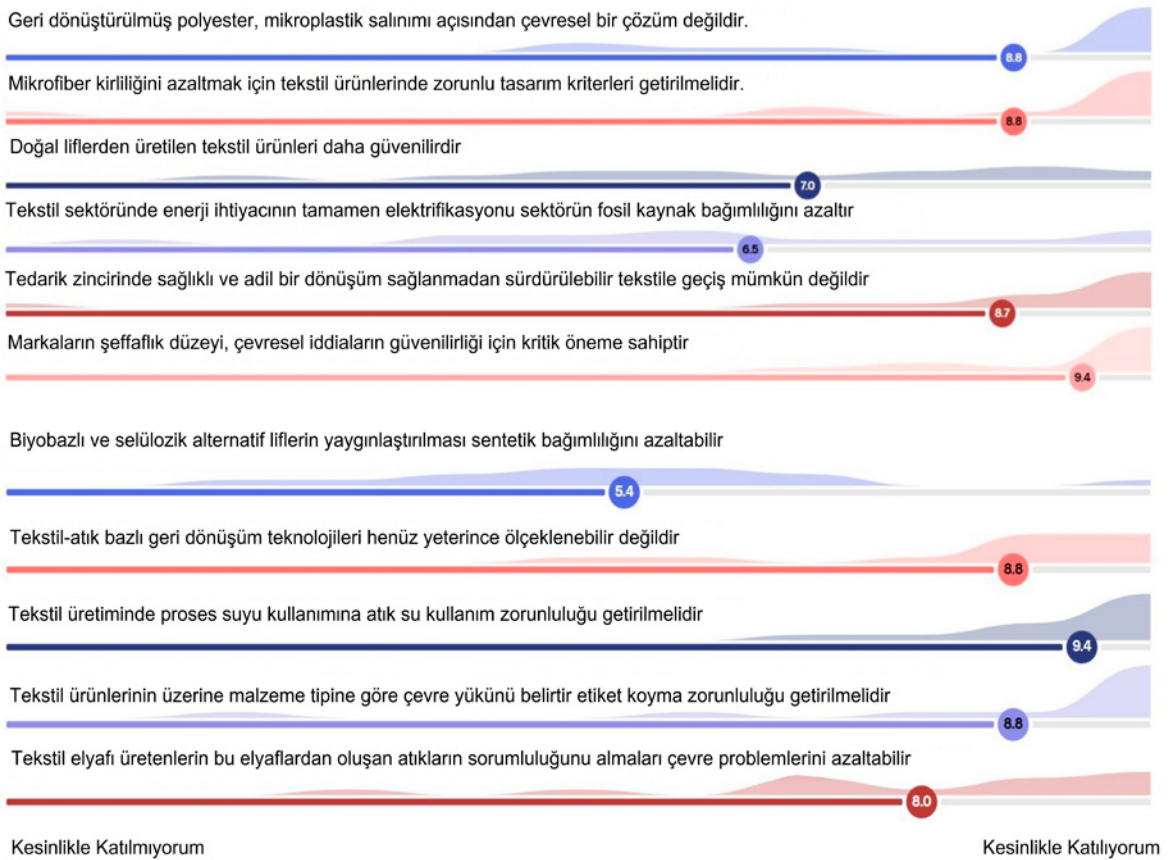 Geri dönüştürülmüş polyester, mikroplastik salınımı açısından çevresel bir çözüm değildir.
8.8
Mikrofiber kirliliğini azaltmak için tekstil ürünlerinde zorunlu tasarım kriterleri getirilmelidir.
8.8
Doğal liflerden üretilen tekstil ürünleri daha güvenilirdir
7.0
Tekstil sektöründe enerji ihtiyacının tamamen elektrifikasyonu sektörün fosil kaynak bağımlılığını azaltır
6.5
Tedarik zincirinde sağlıklı ve adil bir dönüşüm sağlanmadan sürdürülebilir tekstile geçiş mümkün değildir
8.7
Markaların şeffaflık düzeyi, çevresel iddiaların güvenilirliği için kritik öneme sahiptir
9.4
Biyobazlı ve selülozik alternatif liflerin yaygınlaştırılması sentetik bağımlılığını azaltabilir
5.4
Tekstil-atık bazlı geri dönüşüm teknolojileri henüz yeterince ölçeklenebilir değildir
8.8
Tekstil üretiminde proses suyu kullanımına atık su kullanım zorunluluğu getirilmelidir
9.4
Tekstil ürünlerinin üzerine malzeme tipine göre çevre yükünü belirtir etiket koyma zorunluluğu getirilmelidir
8.8
Tekstil elyafı üretenlerin bu elyaflardan oluşan atıkların sorumluluğunu almaları çevre problemlerini azaltabilir
8.0
Kesinlikle Katılmıyorum
Kesinlikle Katılıyorum